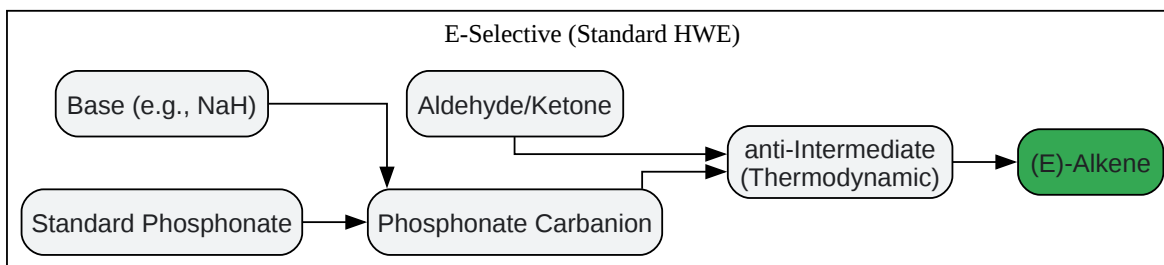 E-Selective (Standard HWE)
Base (e.g., NaH)
Aldehyde/Ketone
anti-Intermediate
(Thermodynamic)
(E)-Alkene
Standard Phosphonate
Phosphonate Carbanion